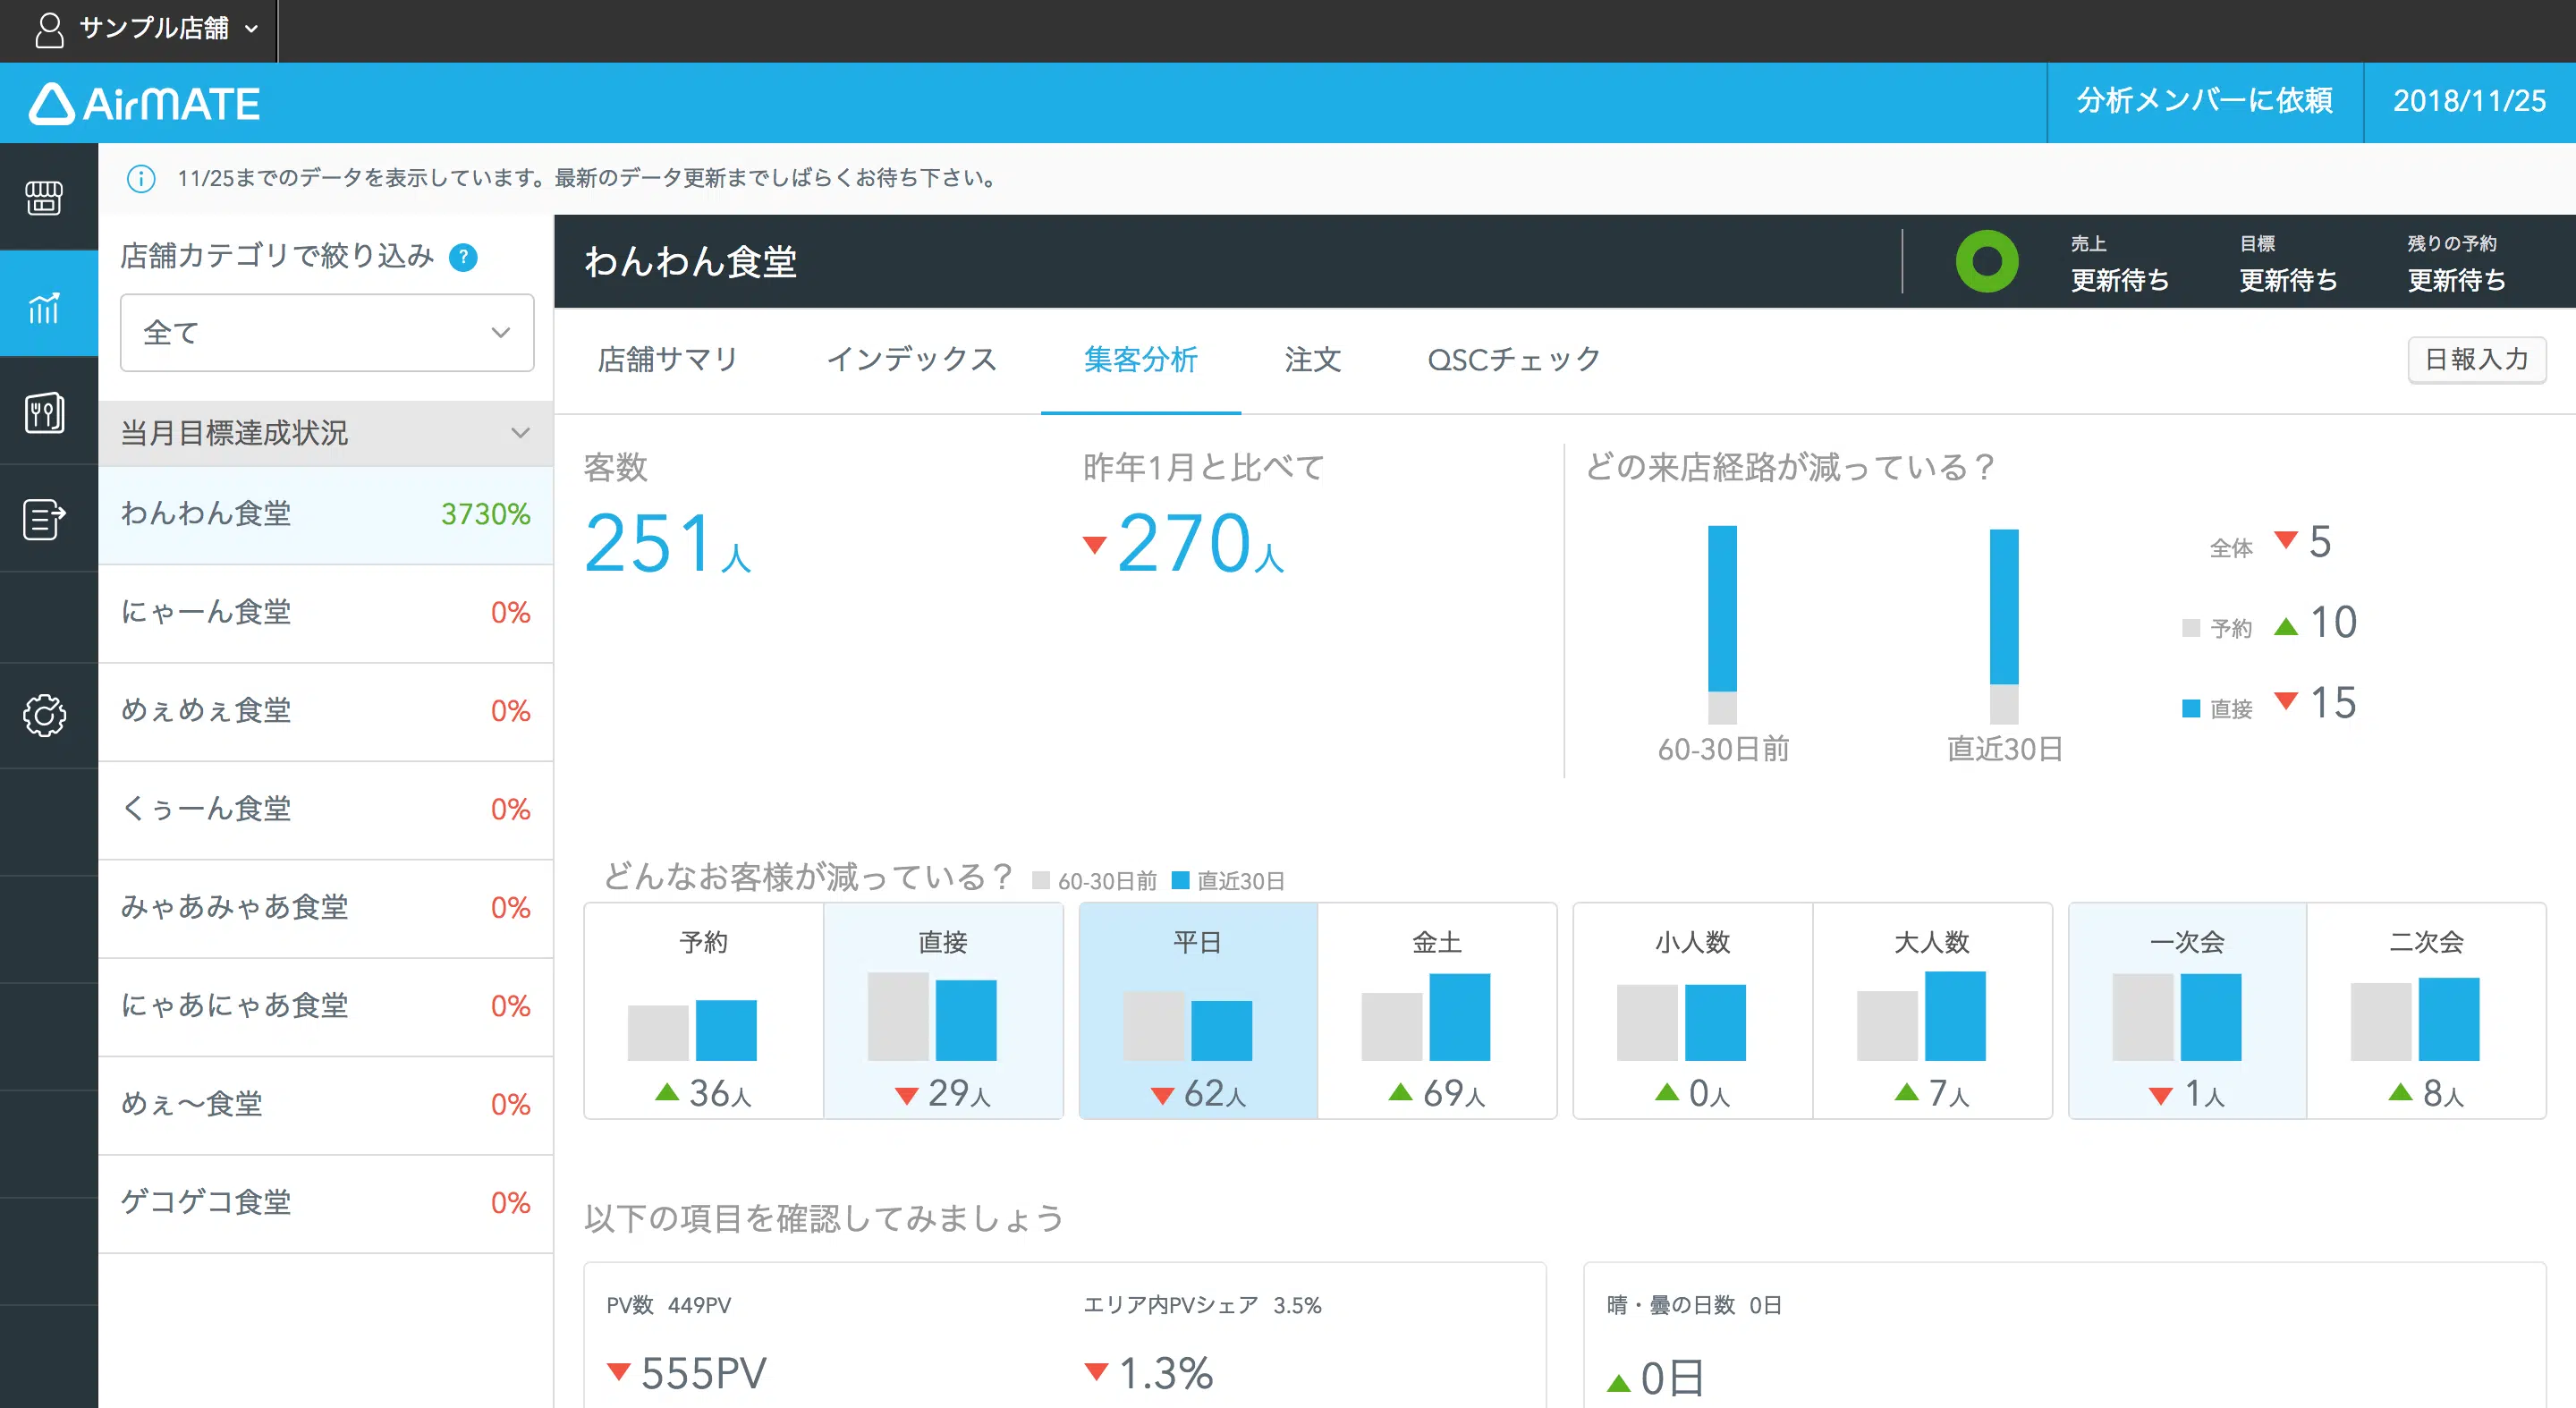 サンプル店舗
AirMATE
分析メンバーに依頼
2018/11/25
11/25までのデータを表示しています。最新のデータ更新までしばらくお待ち下さい。
店舗カテゴリで絞り込み ?
全て
当月目標達成状況
わんわん食堂 3730%
にゃーん食堂 0%
めぇめぇ食堂 0%
くぅーん食堂 0%
みゃあみゃあ食堂 0%
にゃあにゃあ食堂 0%
めぇ〜食堂 0%
ゲコゲコ食堂 0%
わんわん食堂
売上 目標 残りの予約
更新待ち 更新待ち 更新待ち
店舗サマリ インデックス 集客分析 注文 QSCチェック 日報入力
客数
251人
昨年1月と比べて
▼270人
どの来店経路が減っている？
60-30日前 直近30日
全体 ▼5
予約 ▲10
直接 ▼15
どんなお客様が減っている？ 60-30日前 直近30日
予約 直接 平日 金土 小人数 大人数 一次会 二次会
▲36人 ▼29人 ▼62人 ▲69人 ▲0人 ▲7人 ▼1人 ▲8人
以下の項目を確認してみましょう
PV数 449PV エリア内PVシェア 3.5% 晴・曇の日数 0日
▼555PV ▼1.3% ▲0日